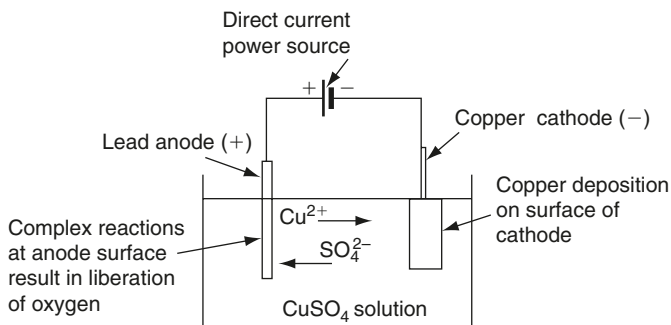 Direct current
power source
+ −
Lead anode (+)
Copper cathode (−)
Complex reactions
at anode surface
result in liberation
of oxygen
Cu²⁺
SO₄²⁻
Copper deposition
on surface of
cathode
CuSO₄ solution